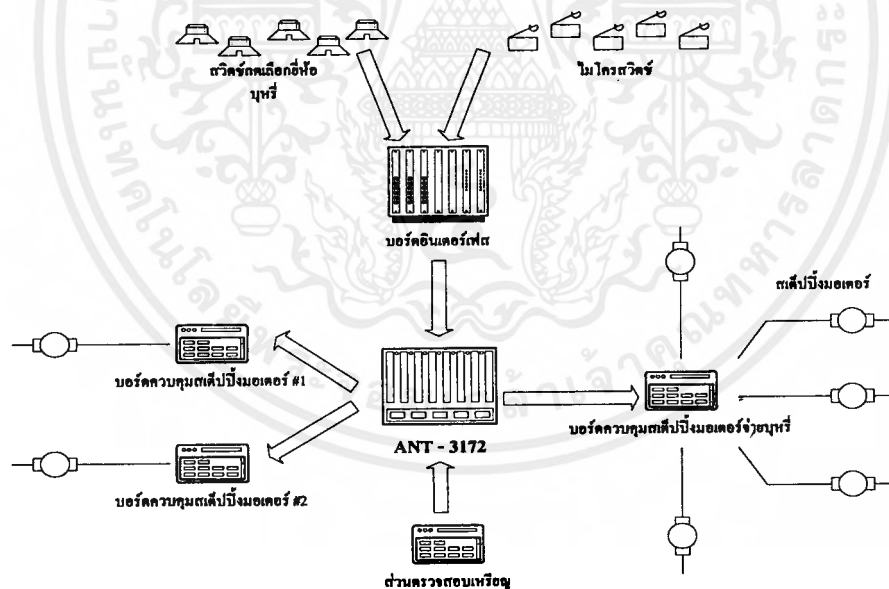 สวิตช์กดเลือกยี่ห้อ
บุหรี่
ไมโครสวิตช์
บอร์ดอินเตอร์เฟส
สเต็ปปิ้งมอเตอร์
บอร์ดควบคุมสเต็ปปิ้งมอเตอร์ #1
ANT - 3172
บอร์ดควบคุมสเต็ปปิ้งมอเตอร์จ่ายบุหรี่
บอร์ดควบคุมสเต็ปปิ้งมอเตอร์ #2
ส่วนตรวจสอบเหรียญ